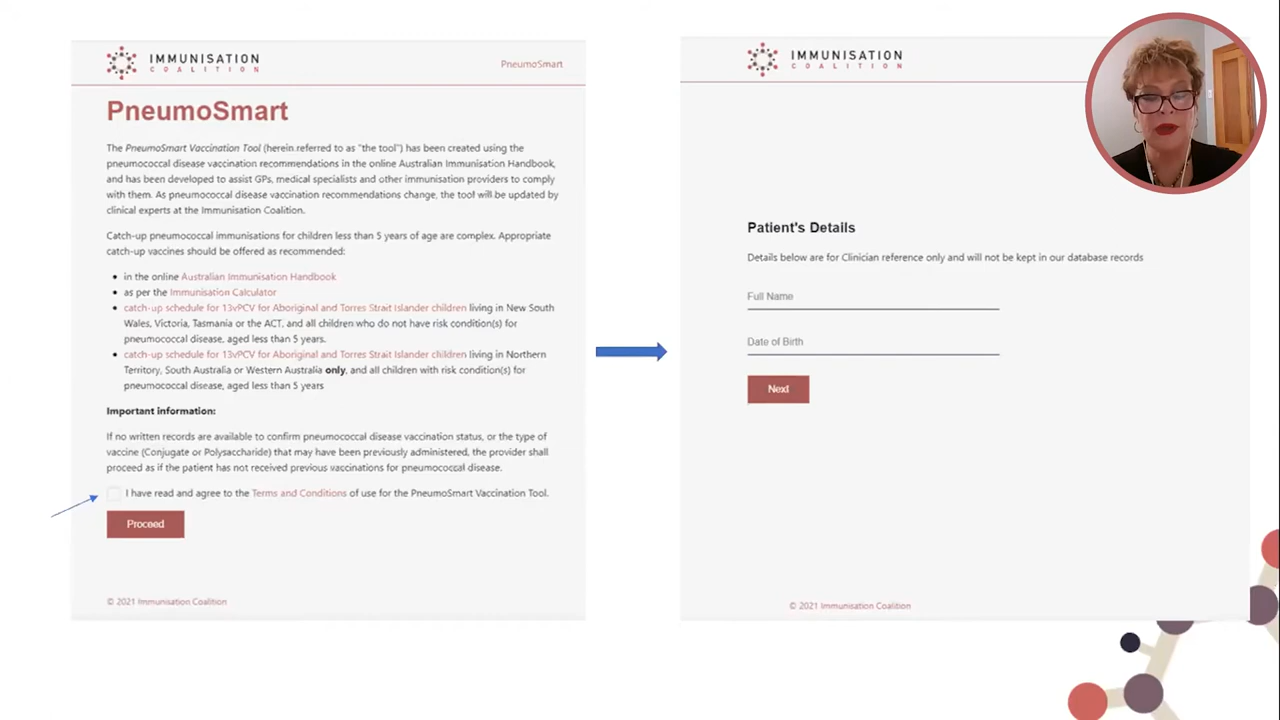 IMMUNISATION
COALITION
PneumoSmart
PneumoSmart
The PneumoSmart Vaccination Tool (herein referred to as "the tool") has been created using the
pneumococcal disease vaccination recommendations in the online Australian Immunisation Handbook,
and has been developed to assist GPs, medical specialists and other immunisation providers to comply
with them. As pneumococcal disease vaccination recommendations change, the tool will be updated by
clinical experts at the Immunisation Coalition.
Catch-up pneumococcal immunisations for children less than 5 years of age are complex. Appropriate
catch-up vaccines should be offered as recommended:
• in the online Australian Immunisation Handbook
• as per the Immunisation Calculator
• catch-up schedule for 13vPCV for Aboriginal and Torres Strait Islander children living in New South
Wales, Victoria, Tasmania or the ACT, and all children who do not have risk condition(s) for
pneumococcal disease, aged less than 5 years.
• catch-up schedule for 13vPCV for Aboriginal and Torres Strait Islander children living in Northern
Territory, South Australia or Western Australia only, and all children with risk condition(s) for
pneumococcal disease, aged less than 5 years
Important information:
If no written records are available to confirm pneumococcal disease vaccination status, or the type of
vaccine (Conjugate or Polysaccharide) that may have been previously administered, the provider shall
proceed as if the patient has not received previous vaccinations for pneumococcal disease.
I have read and agree to the Terms and Conditions of use for the PneumoSmart Vaccination Tool.
Proceed
© 2021 Immunisation Coalition
IMMUNISATION
COALITION
Patient's Details
Details below are for Clinician reference only and will not be kept in our database records
Full Name
Date of Birth
Next
© 2021 Immunisation Coalition